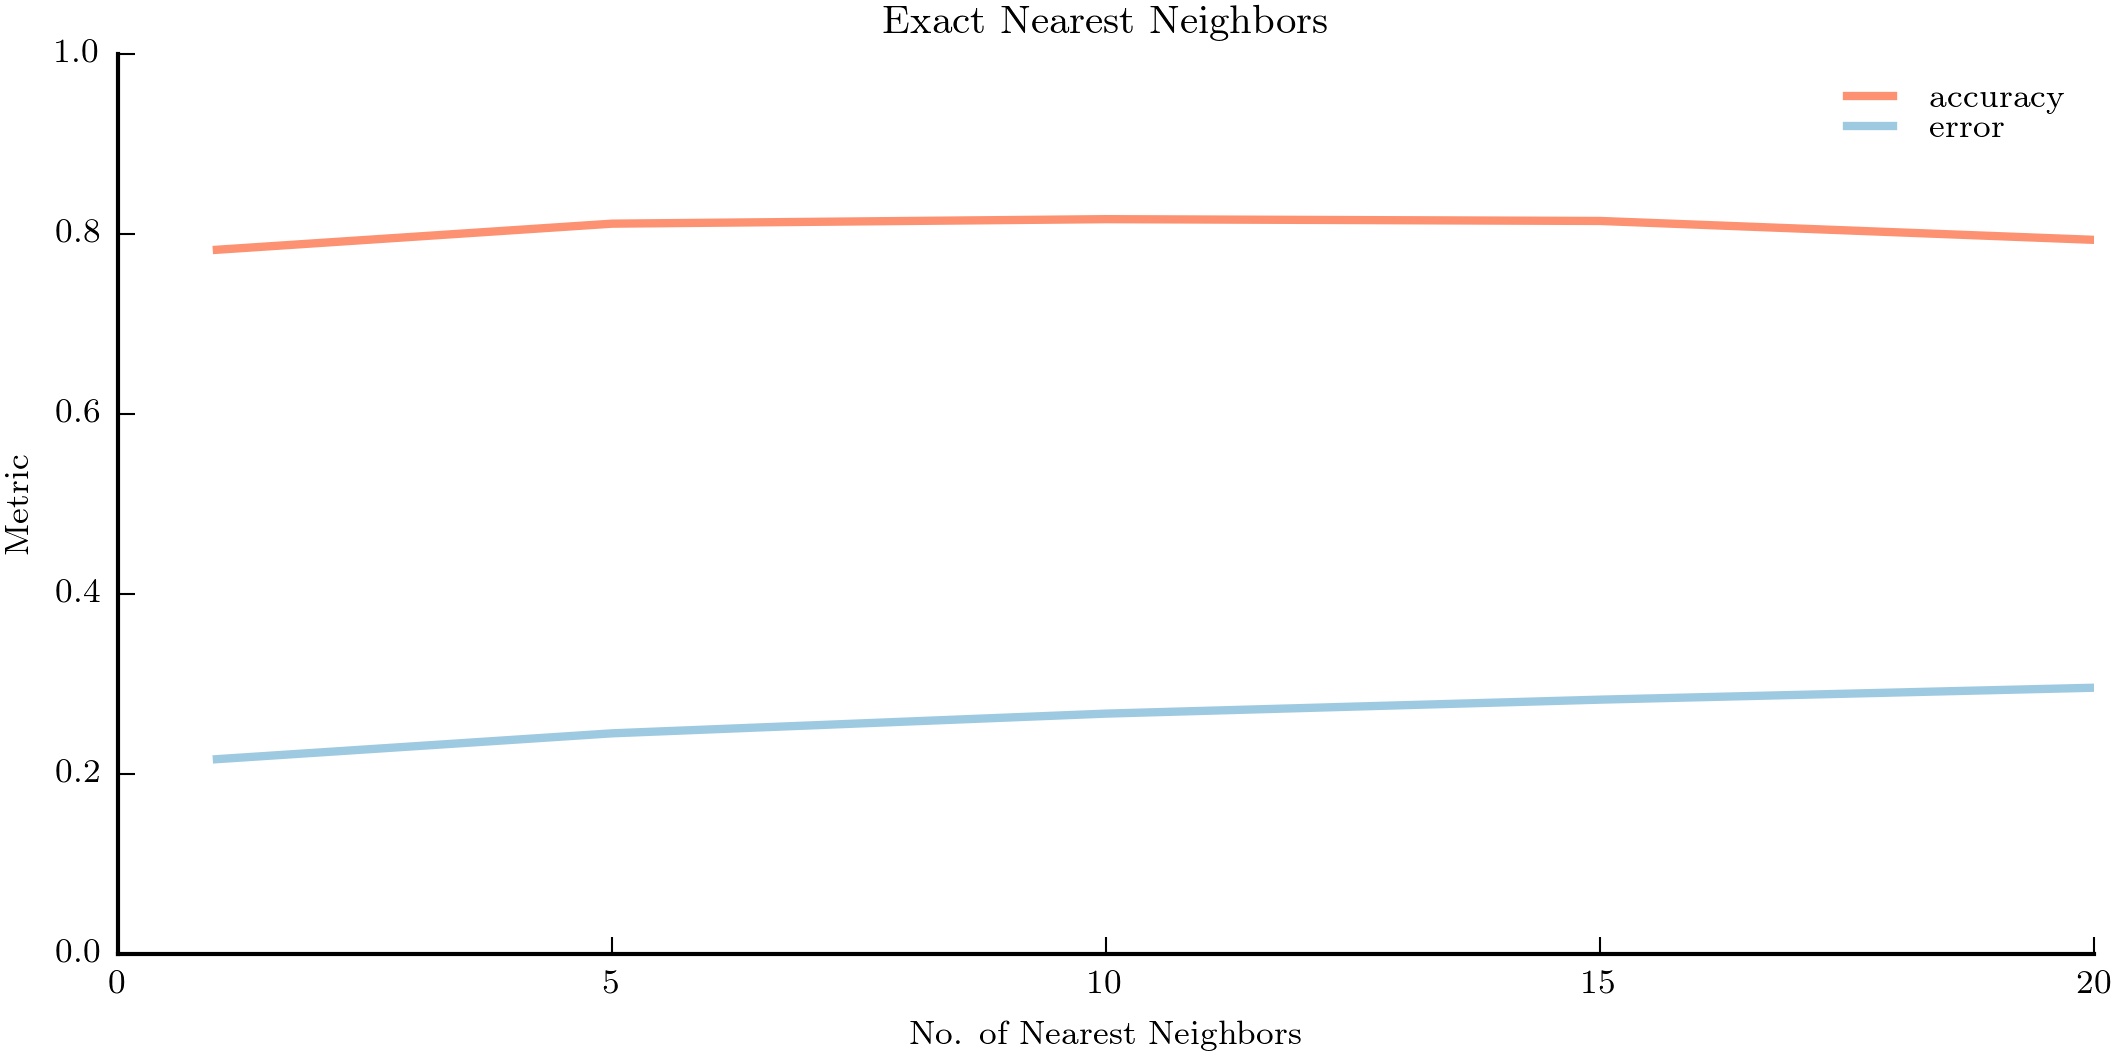 Exact Nearest Neighbors
1.0
accuracy
error
0.8
0.6
Metric
0.4
0.2
0.0
0 5 10 15 20
No. of Nearest Neighbors